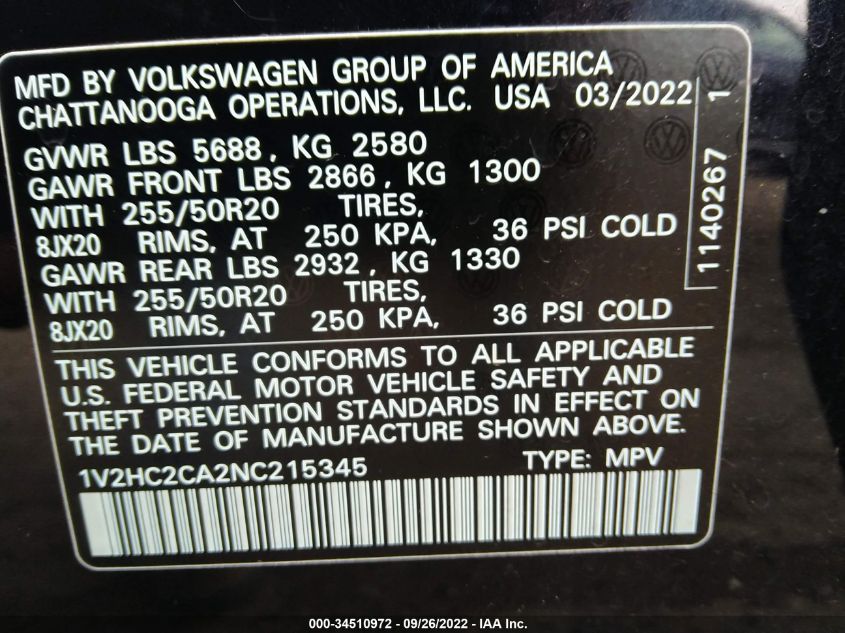 MFD BY VOLKSWAGEN GROUP OF AMERICA
CHATTANOOGA OPERATIONS, LLC. USA 03/2022
GVWR LBS 5688, KG 2580
GAWR FRONT LBS 2866, KG 1300
WITH 255/50R20 TIRES,
8JX20 RIMS, AT 250 KPA, 36 PSI COLD
GAWR REAR LBS 2932, KG 1330
WITH 255/50R20 TIRES,
8JX20 RIMS, AT 250 KPA, 36 PSI COLD
1140267 1
THIS VEHICLE CONFORMS TO ALL APPLICABLE
U.S. FEDERAL MOTOR VEHICLE SAFETY AND
THEFT PREVENTION STANDARDS IN EFFECT ON
THE DATE OF MANUFACTURE SHOWN ABOVE.
1V2HC2CA2NC215345 TYPE: MPV
000-34510972 - 09/26/2022 - IAA Inc.